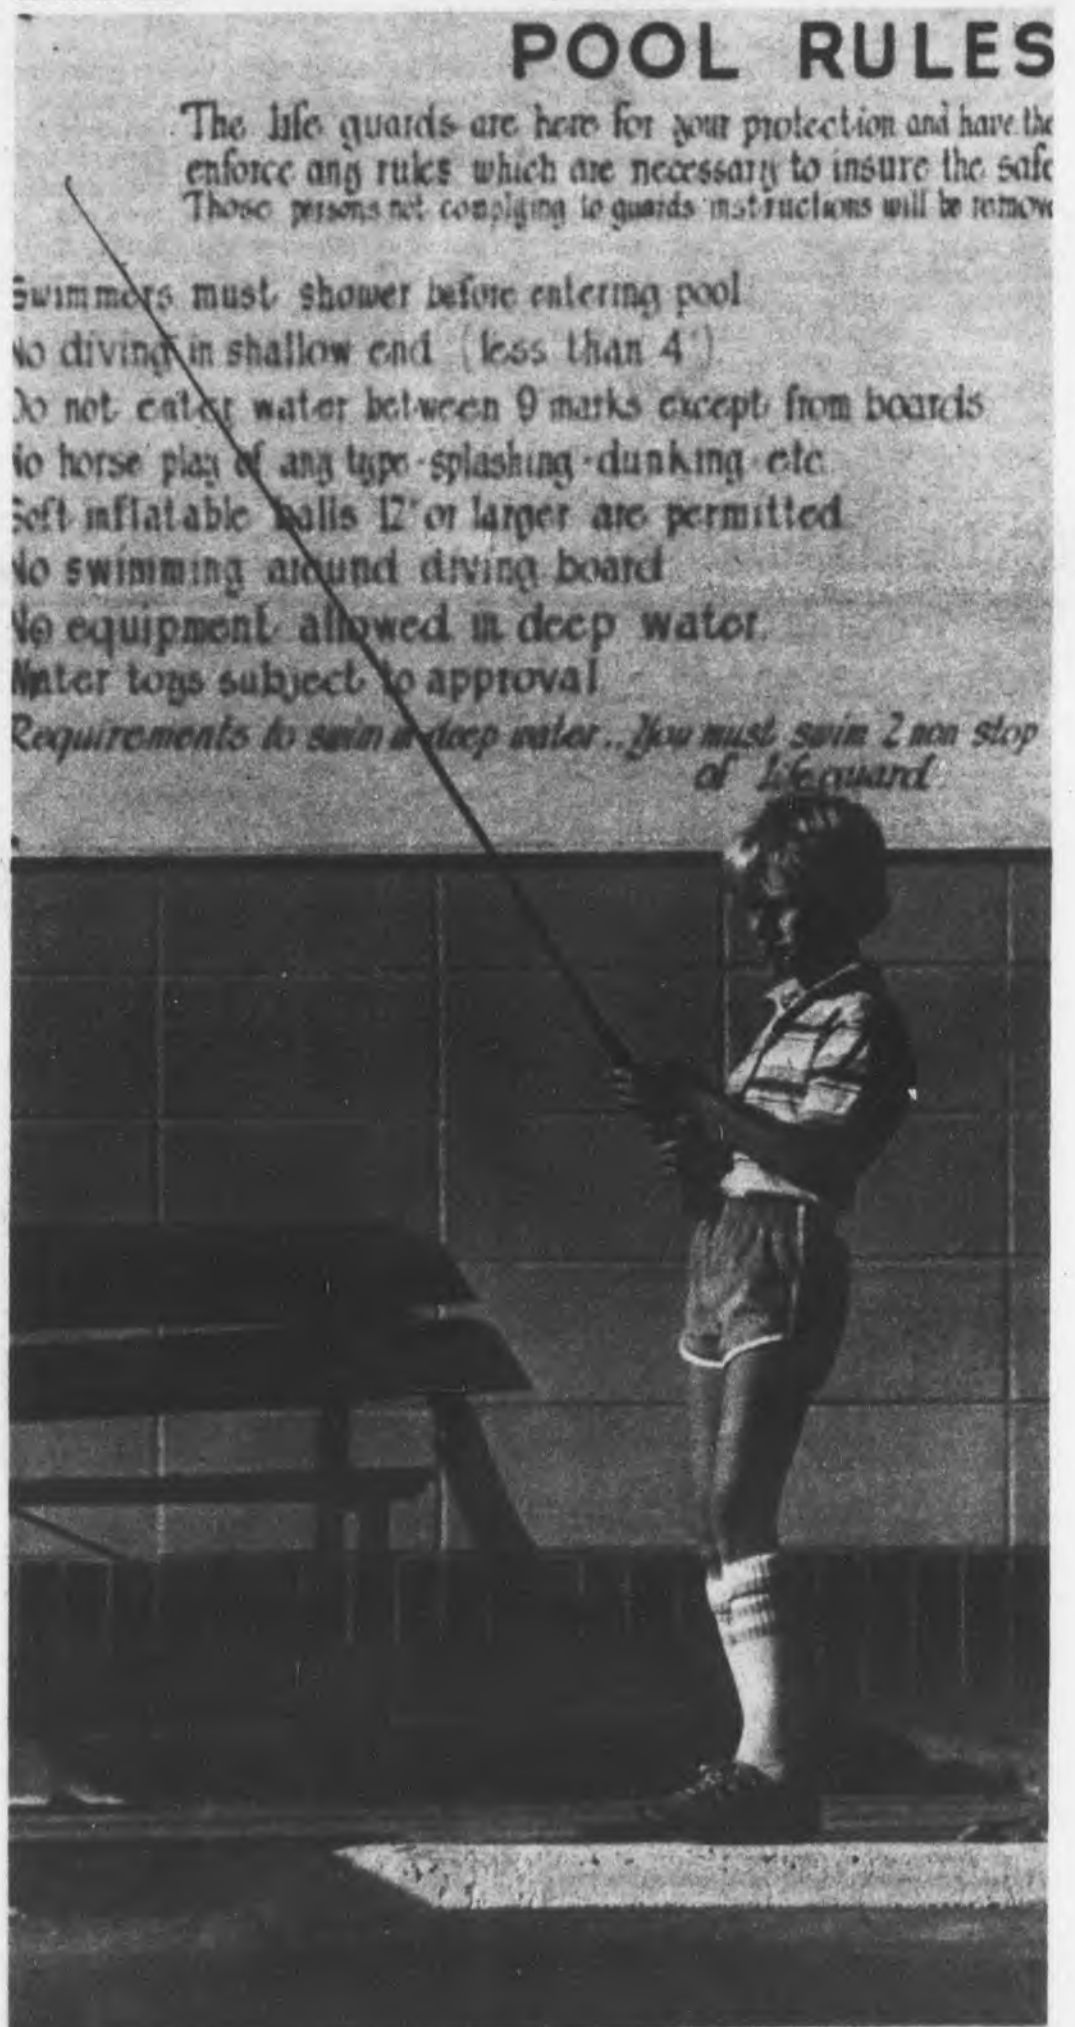 POOL RULES
The life guards are here for your protection and have the
enforce any rules which are necessary to insure the safe
Those persons not complying to guards instructions will be remove
Swimmers must shower before entering pool
No diving in shallow end (less than 4')
Do not enter water between 9 marks except from boards
No horse play of any type - splashing - dunking etc.
Soft inflatable balls 12" or larger are permitted
No swimming around diving board
No equipment allowed in deep water.
Water toys subject to approval
Requirements to swim in deep water... You must swim 2 non stop
of Lifeguard